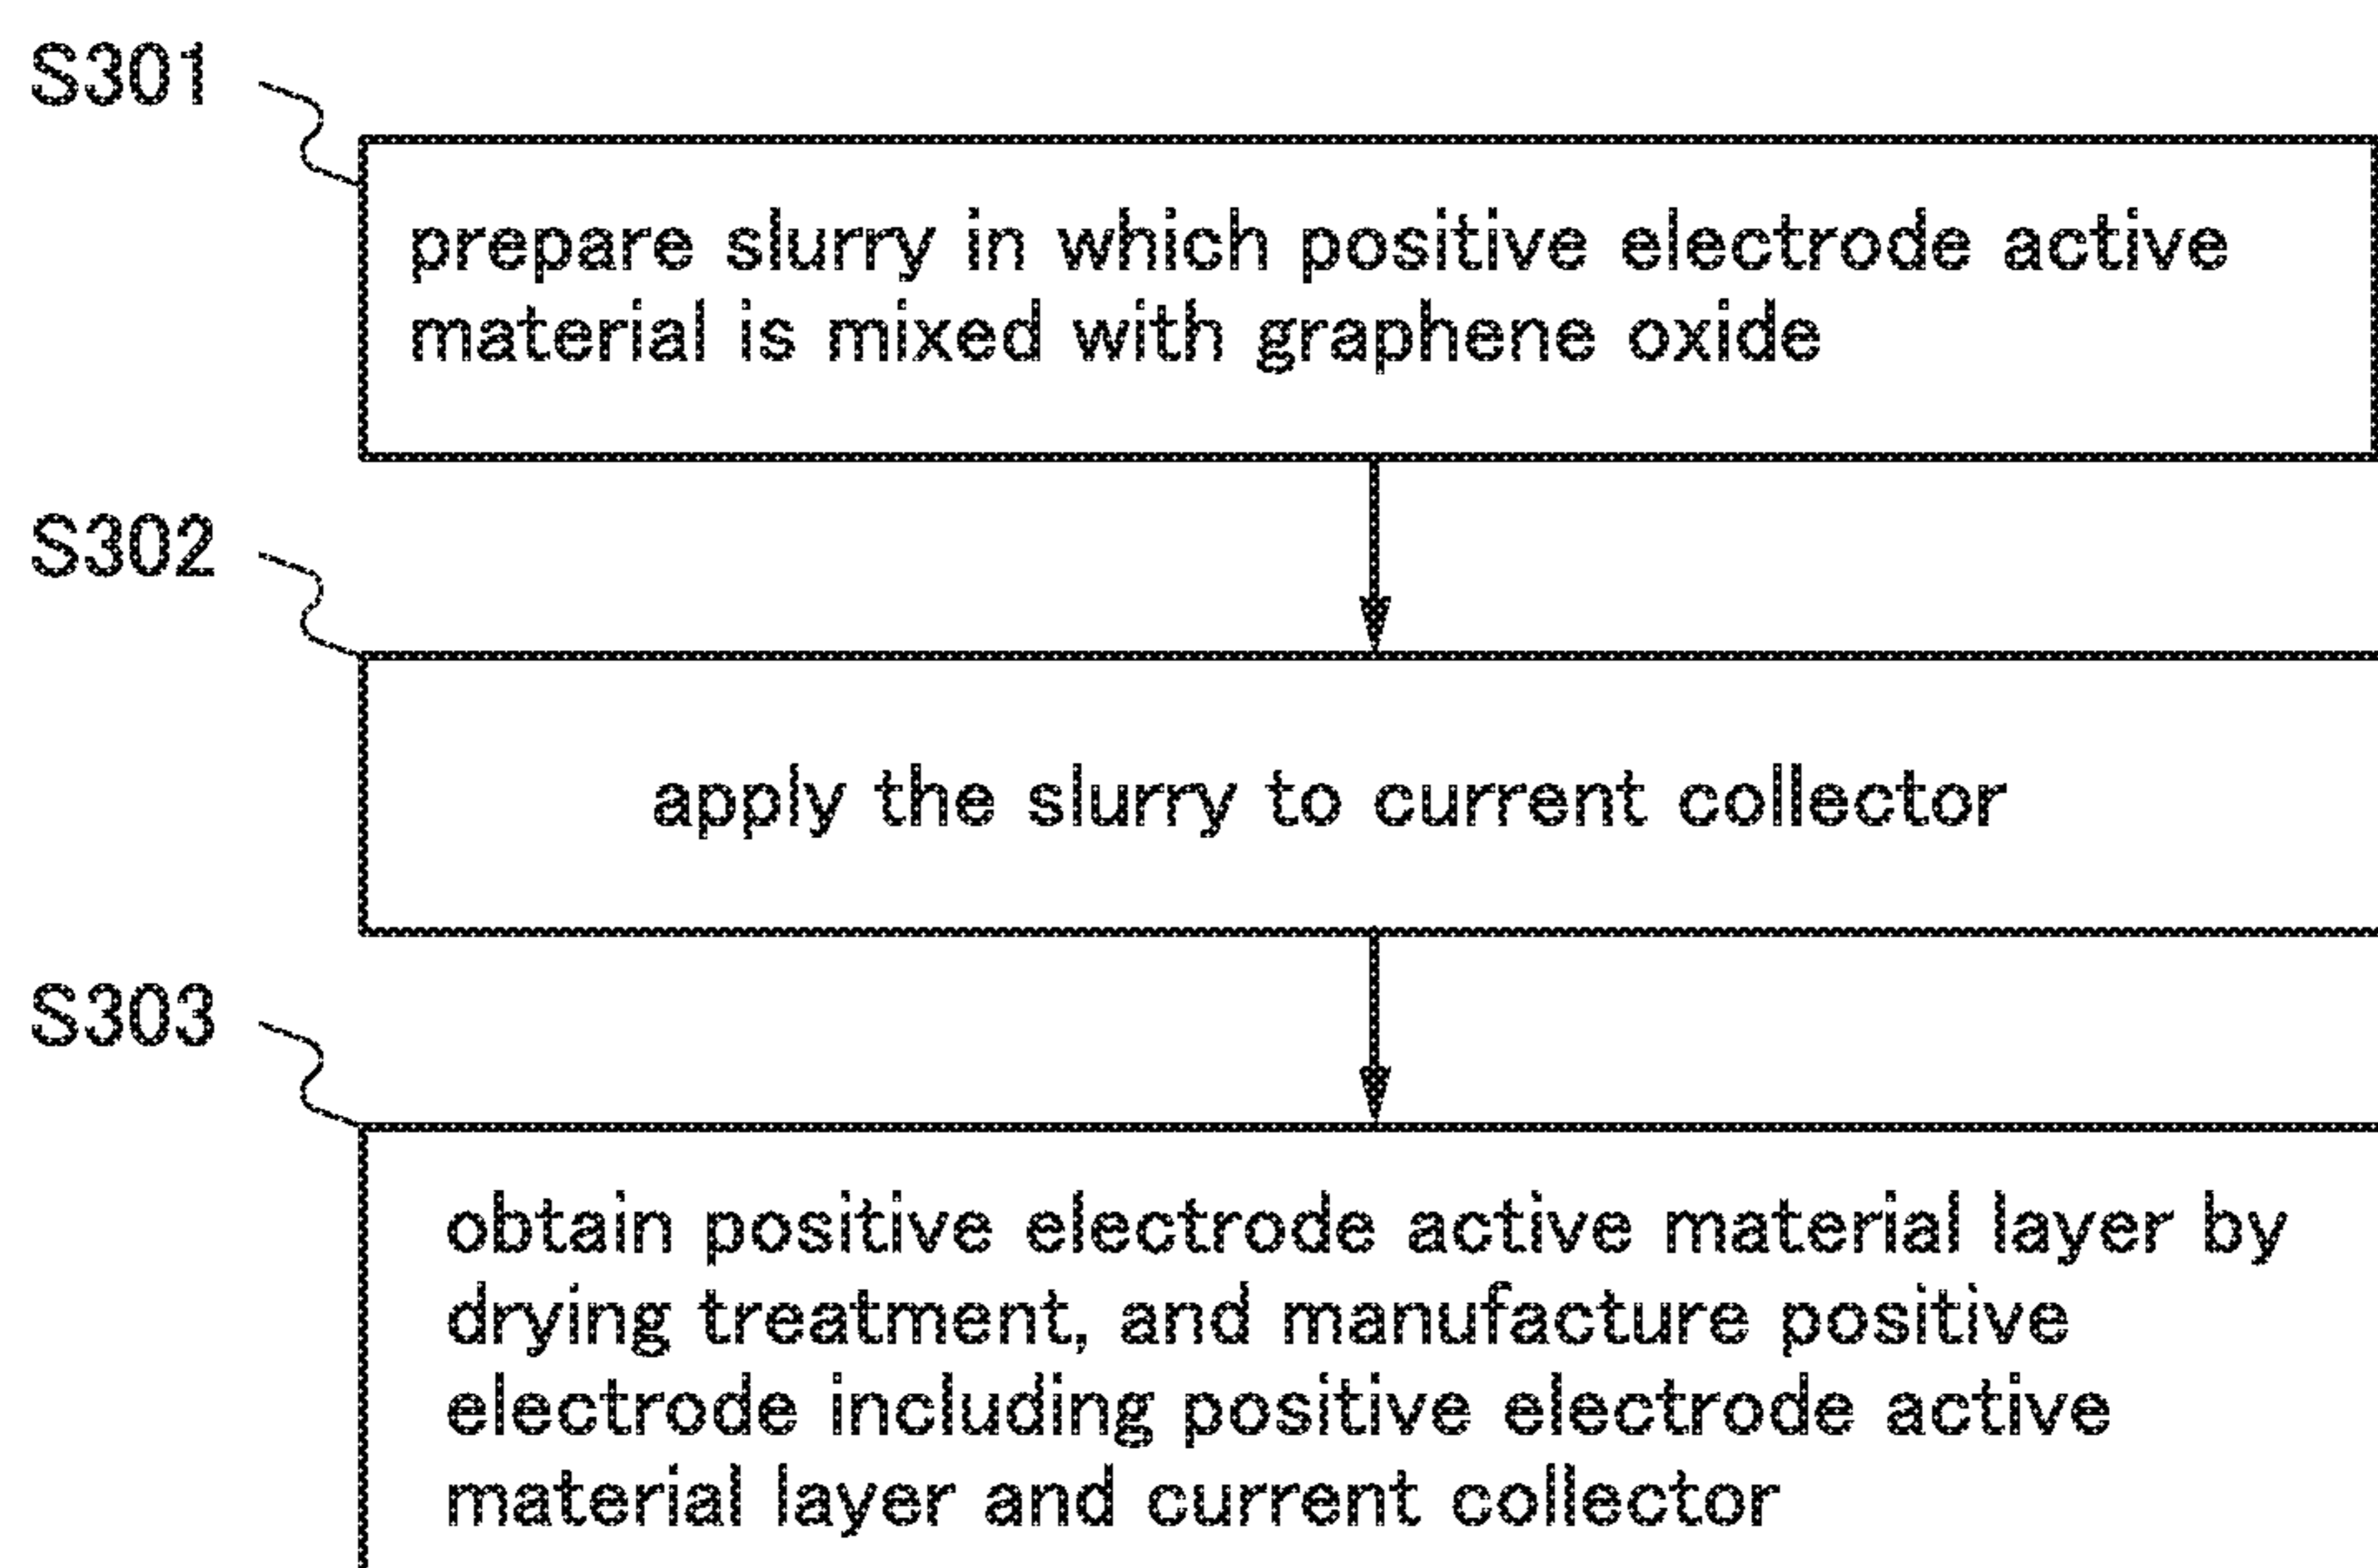 S301
prepare slurry in which positive electrode active
material is mixed with graphene oxide
S302
apply the slurry to current collector
S303
obtain positive electrode active material layer by
drying treatment, and manufacture positive
electrode including positive electrode active
material layer and current collector